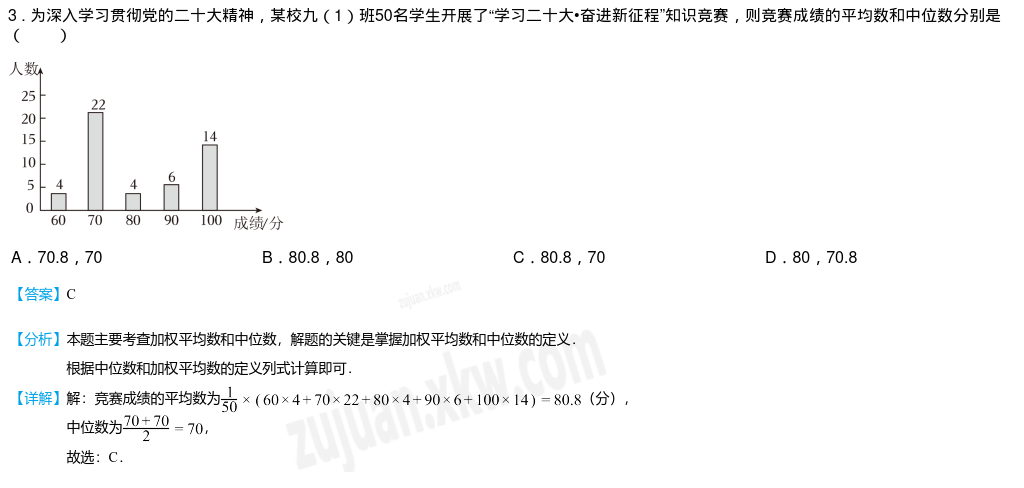 3．为深入学习贯彻党的二十大精神，某校九（1）班50名学生开展了“学习二十大•奋进新征程”知识竞赛，则竞赛成绩的平均数和中位数分别是
（　　）
人数
25
20
15
10
5
0
4
22
4
6
14
60 70 80 90 100 成绩/分
A．70.8，70 B．80.8，80 C．80.8，70 D．80，70.8
【答案】C
【分析】本题主要考查加权平均数和中位数，解题的关键是掌握加权平均数和中位数的定义．
根据中位数和加权平均数的定义列式计算即可．
【详解】解：竞赛成绩的平均数为1/50×(60×4+70×22+80×4+90×6+100×14)=80.8（分），
中位数为(70+70)/2=70，
故选：C．
zujuan.xkw.com
zujuan.xkw.com